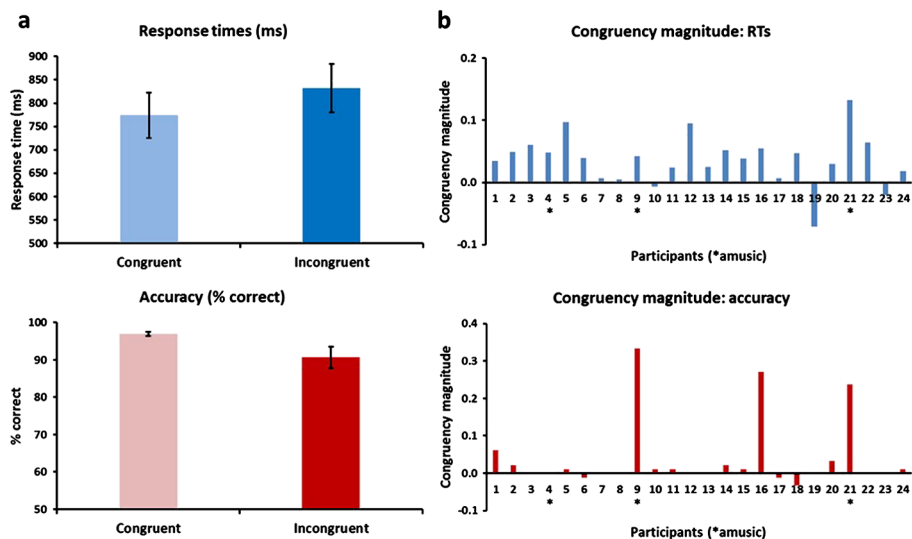 a
Response times (ms)
Response time (ms)
900
850
800
750
700
650
600
550
500
Congruent
Incongruent
Accuracy (% correct)
% correct
100
90
80
70
60
50
Congruent
Incongruent
b
Congruency magnitude: RTs
Congruency magnitude
0.2
0.1
0.0
-0.1
1 2 3 4 5 6 7 8 9 10 11 12 13 14 15 16 17 18 19 20 21 22 23 24
* * *
Participants (*amusic)
Congruency magnitude: accuracy
Congruency magnitude
0.4
0.3
0.2
0.1
0.0
-0.1
1 2 3 4 5 6 7 8 9 10 11 12 13 14 15 16 17 18 19 20 21 22 23 24
* * *
Participants (*amusic)